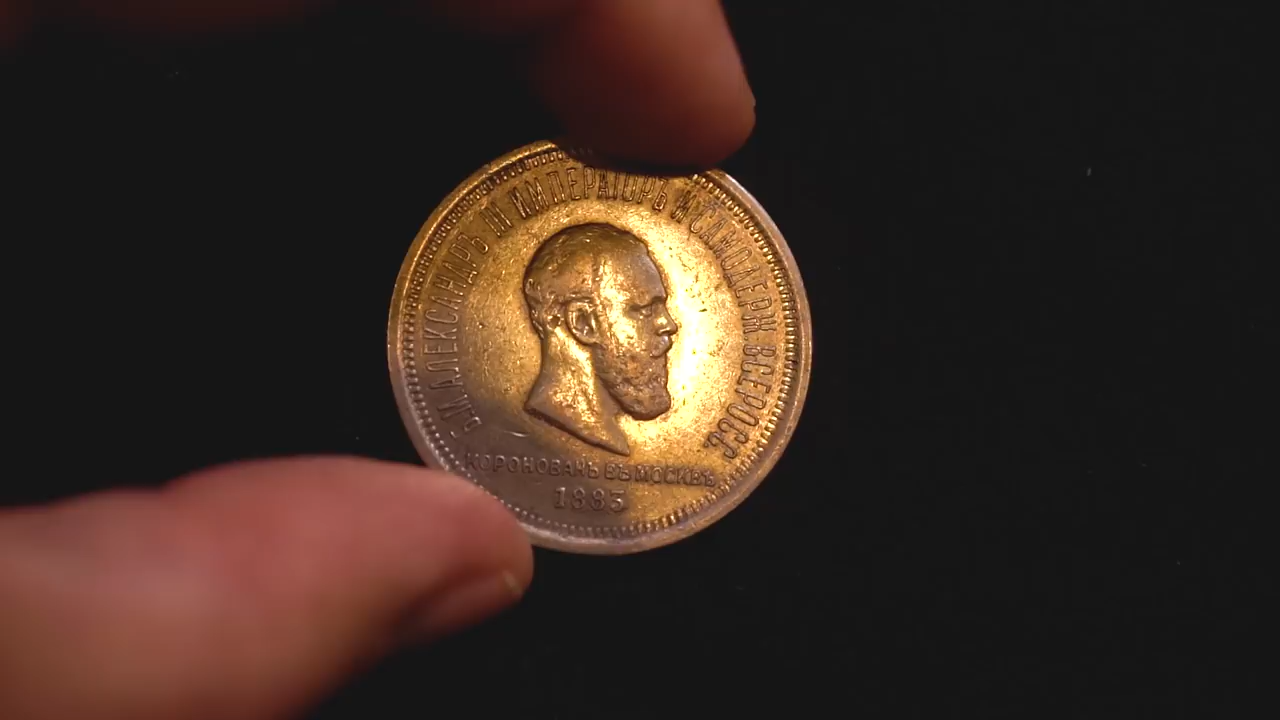 Б.М. АЛЕКСАНДРЪ III ИМПЕРАТОРЪ И САМОДЕРЖ. ВСЕРОСС.
КОРОНОВАНЪ ВЪ МОСКВѢ
1883